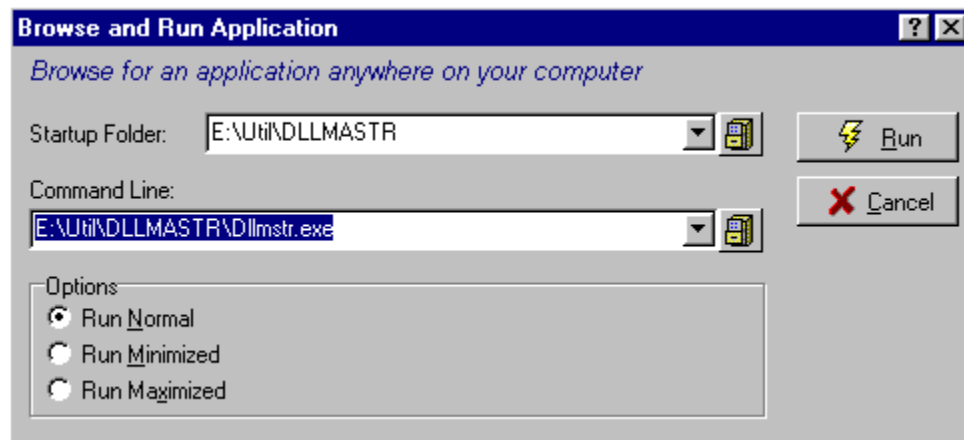 Browse and Run Application
Browse for an application anywhere on your computer
Startup Folder: E:\Util\DLLMASTR
Run
Command Line:
Cancel
E:\Util\DLLMASTR\Dllmstr.exe
Options
Run Normal
Run Minimized
Run Maximized